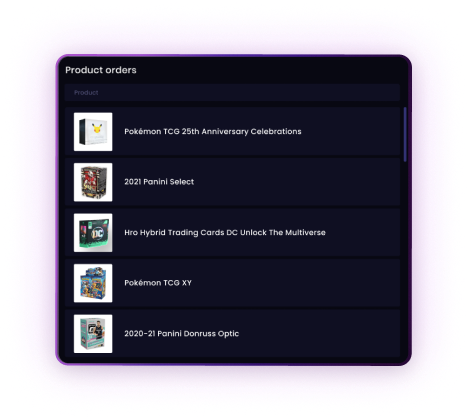 Product orders
Product
Pokémon TCG 25th Anniversary Celebrations
2021 Panini Select
DC
Hro Hybrid Trading Cards DC Unlock The Multiverse
Pokémon TCG XY
2020-21 Panini Donruss Optic